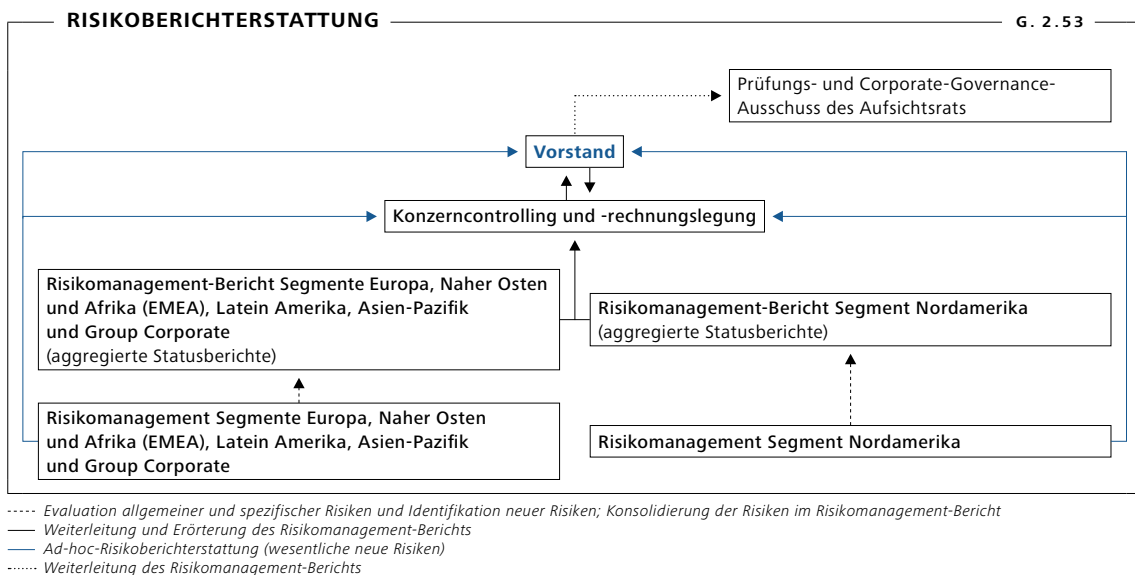 RISIKOBERICHTERSTATTUNG
G. 2.53
Prüfungs- und Corporate-Governance-
Ausschuss des Aufsichtsrats
Vorstand
Konzerncontrolling und -rechnungslegung
Risikomanagement-Bericht Segmente Europa, Naher Osten
und Afrika (EMEA), Latein Amerika, Asien-Pazifik
und Group Corporate
(aggregierte Statusberichte)
Risikomanagement-Bericht Segment Nordamerika
(aggregierte Statusberichte)
Risikomanagement Segmente Europa, Naher Osten
und Afrika (EMEA), Latein Amerika, Asien-Pazifik
und Group Corporate
Risikomanagement Segment Nordamerika
Evaluation allgemeiner und spezifischer Risiken und Identifikation neuer Risiken; Konsolidierung der Risiken im Risikomanagement-Bericht
Weiterleitung und Erörterung des Risikomanagement-Berichts
Ad-hoc-Risikoberichterstattung (wesentliche neue Risiken)
Weiterleitung des Risikomanagement-Berichts